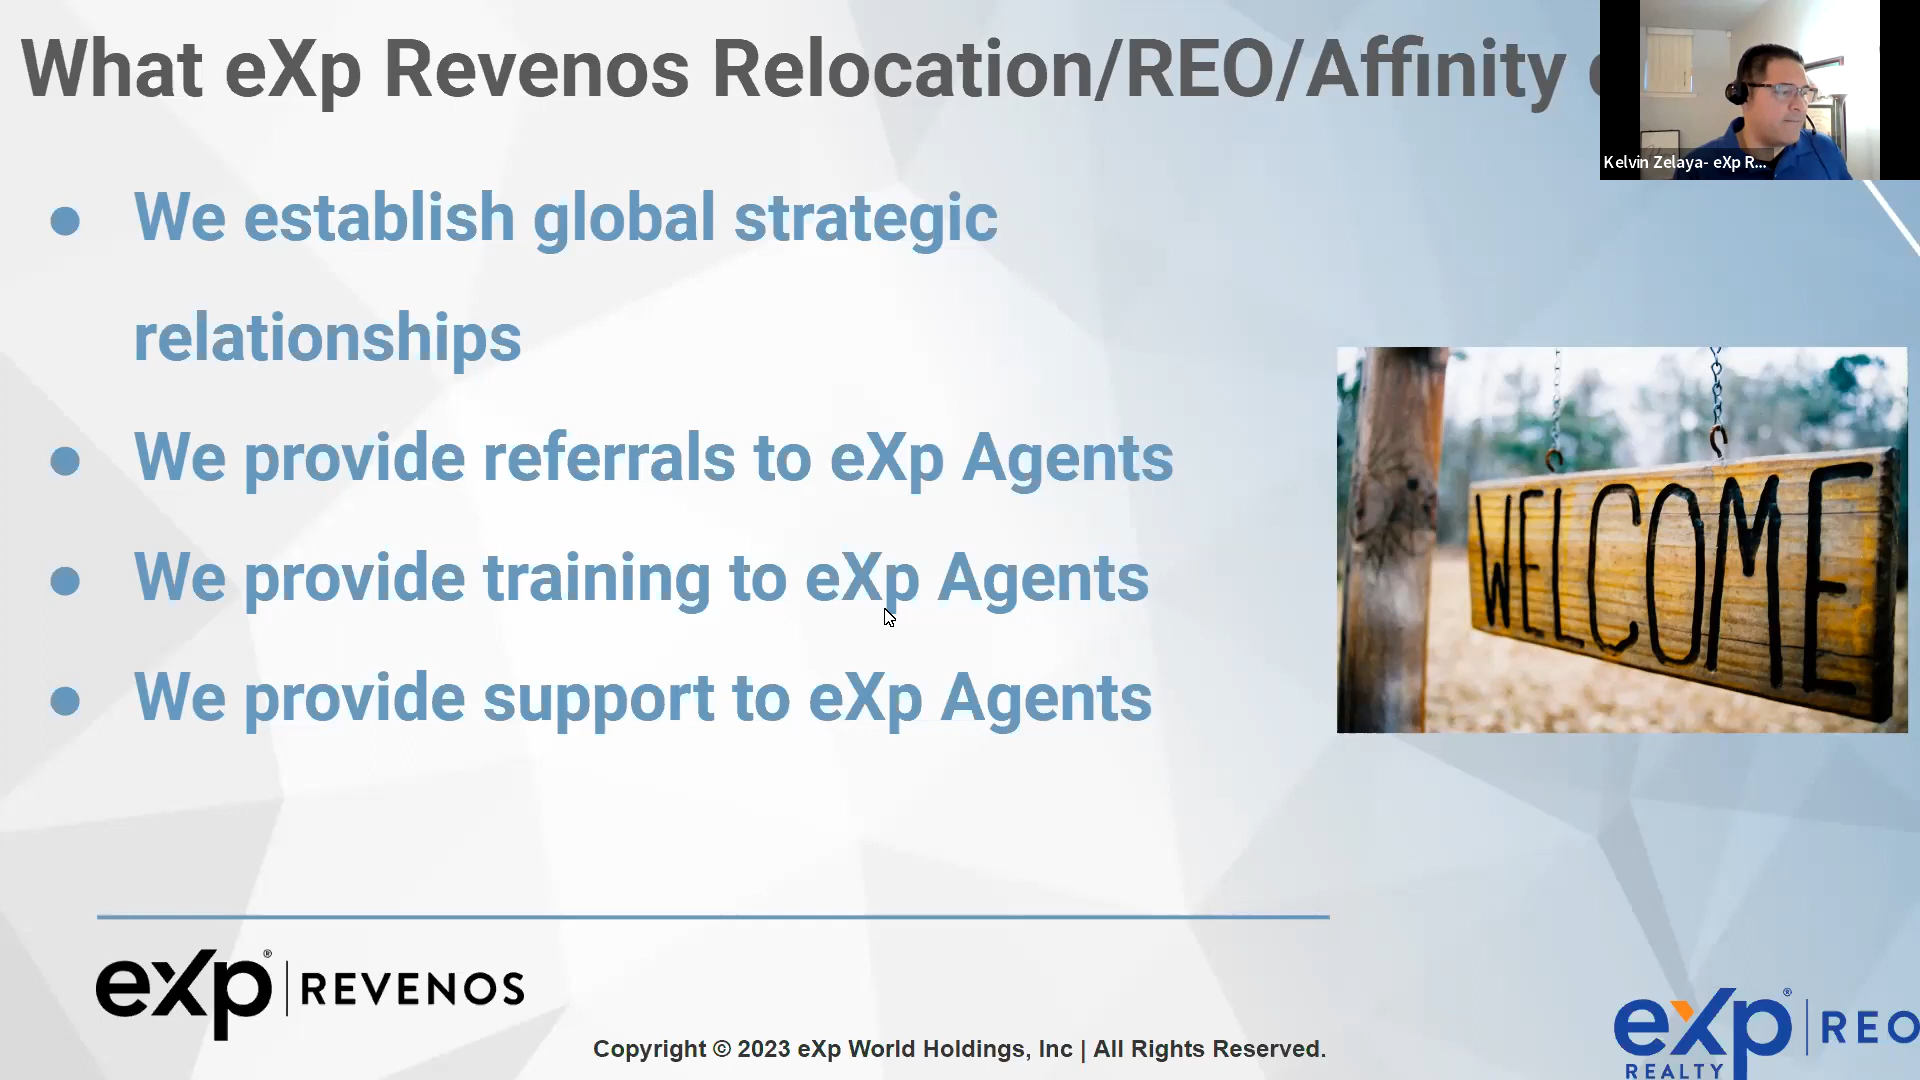 What eXp Revenos Relocation/REO/Affinity
Kelvin Zelaya- eXp R...
● We establish global strategic
relationships
● We provide referrals to eXp Agents
● We provide training to eXp Agents
● We provide support to eXp Agents
WELCOME
eXp® | REVENOS
Copyright © 2023 eXp World Holdings, Inc | All Rights Reserved.
eXp® | REO
REALTY